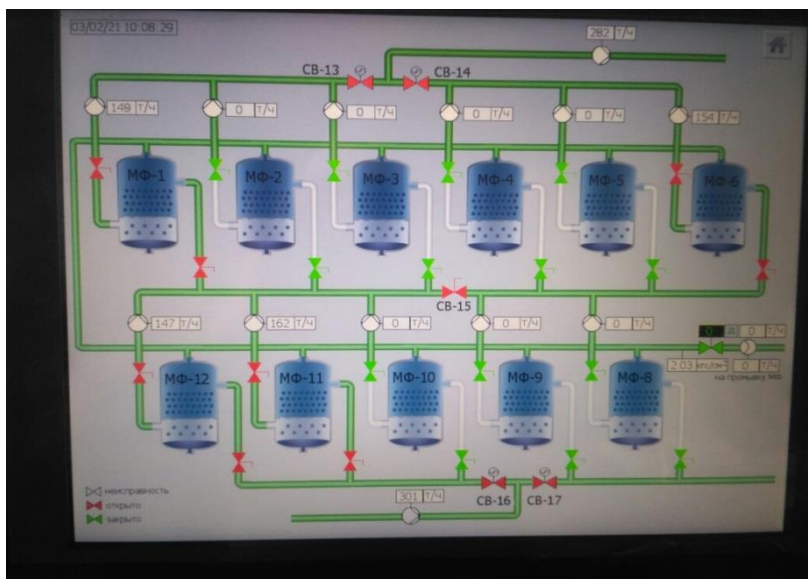 03/02/21 10:08:29
282 т/ч
СВ-13 СВ-14
148 т/ч 0 т/ч 0 т/ч 0 т/ч 0 т/ч 154 т/ч
МФ-1 МФ-2 МФ-3 МФ-4 МФ-5 МФ-6
СВ-15
147 т/ч 162 т/ч 0 т/ч 0 т/ч 0 т/ч 0 д 0 т/ч
2.03 кгс/см² 0 т/ч
на промывку МФ
МФ-12 МФ-11 МФ-10 МФ-9 МФ-8
СВ-16 СВ-17
301 т/ч
неисправность
открыто
закрыто